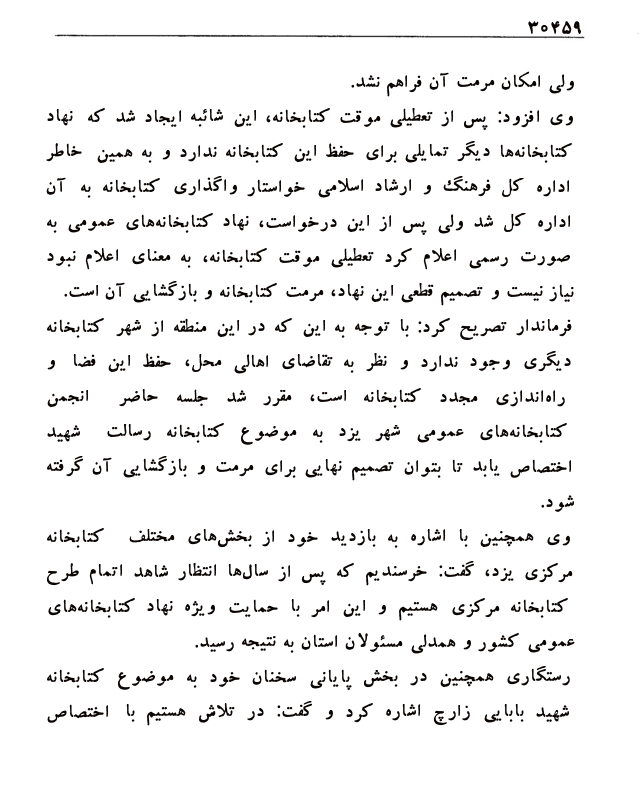 ۳۰۴۵۹
ولی امکان مرمت آن فراهم نشد.
وی افزود: پس از تعطیلی موقت کتابخانه، این شائبه ایجاد شد که نهاد
کتابخانه‌ها دیگر تمایلی برای حفظ این کتابخانه ندارد و به همین خاطر
اداره کل فرهنگ و ارشاد اسلامی خواستار واگذاری کتابخانه به آن
اداره کل شد ولی پس از این درخواست، نهاد کتابخانه‌های عمومی به
صورت رسمی اعلام کرد تعطیلی موقت کتابخانه، به معنای اعلام نبود
نیاز نیست و تصمیم قطعی این نهاد، مرمت کتابخانه و بازگشایی آن است.
فرماندار تصریح کرد: با توجه به این که در این منطقه از شهر کتابخانه
دیگری وجود ندارد و نظر به تقاضای اهالی محل، حفظ این فضا و
راه‌اندازی مجدد کتابخانه است، مقرر شد جلسه حاضر انجمن
کتابخانه‌های عمومی شهر یزد به موضوع کتابخانه رسالت شهید
اختصاص یابد تا بتوان تصمیم نهایی برای مرمت و بازگشایی آن گرفته
شود.
وی همچنین با اشاره به بازدید خود از بخش‌های مختلف کتابخانه
مرکزی یزد، گفت: خرسندیم که پس از سال‌ها انتظار شاهد اتمام طرح
کتابخانه مرکزی هستیم و این امر با حمایت ویژه نهاد کتابخانه‌های
عمومی کشور و همدلی مسئولان استان به نتیجه رسید.
رستگاری همچنین در بخش پایانی سخنان خود به موضوع کتابخانه
شهید بابایی زارچ اشاره کرد و گفت: در تلاش هستیم با اختصاص